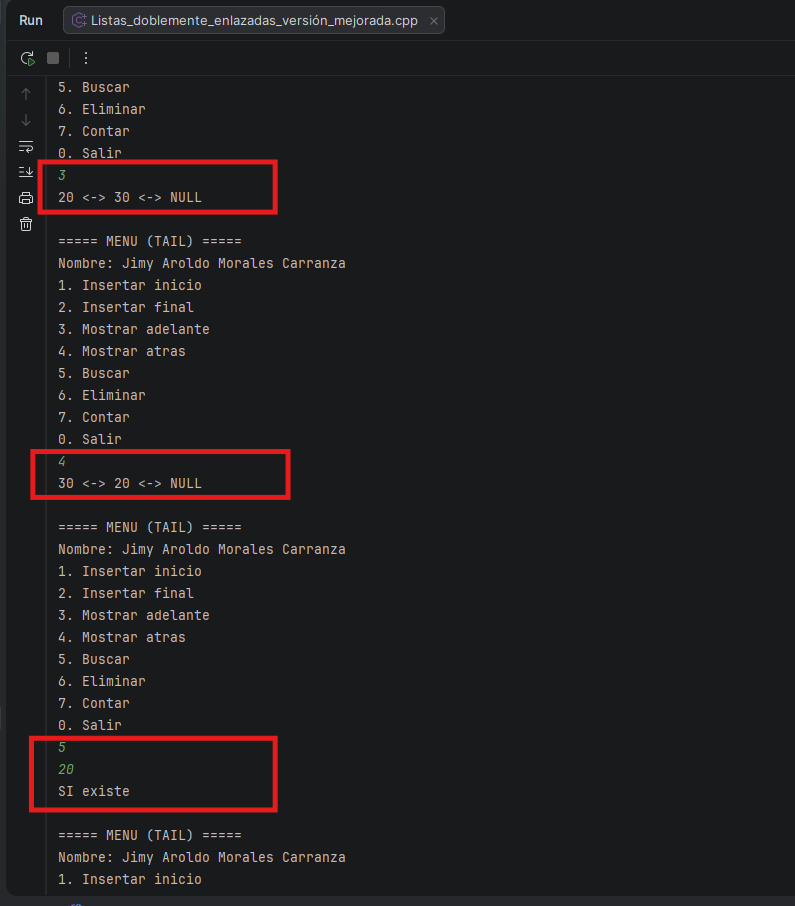 Run
Listas_doblemente_enlazadas_versión_mejorada.cpp
5. Buscar
6. Eliminar
7. Contar
0. Salir
3
20 <-> 30 <-> NULL
===== MENU (TAIL) =====
Nombre: Jimy Aroldo Morales Carranza
1. Insertar inicio
2. Insertar final
3. Mostrar adelante
4. Mostrar atras
5. Buscar
6. Eliminar
7. Contar
0. Salir
4
30 <-> 20 <-> NULL
===== MENU (TAIL) =====
Nombre: Jimy Aroldo Morales Carranza
1. Insertar inicio
2. Insertar final
3. Mostrar adelante
4. Mostrar atras
5. Buscar
6. Eliminar
7. Contar
0. Salir
5
20
SI existe
===== MENU (TAIL) =====
Nombre: Jimy Aroldo Morales Carranza
1. Insertar inicio